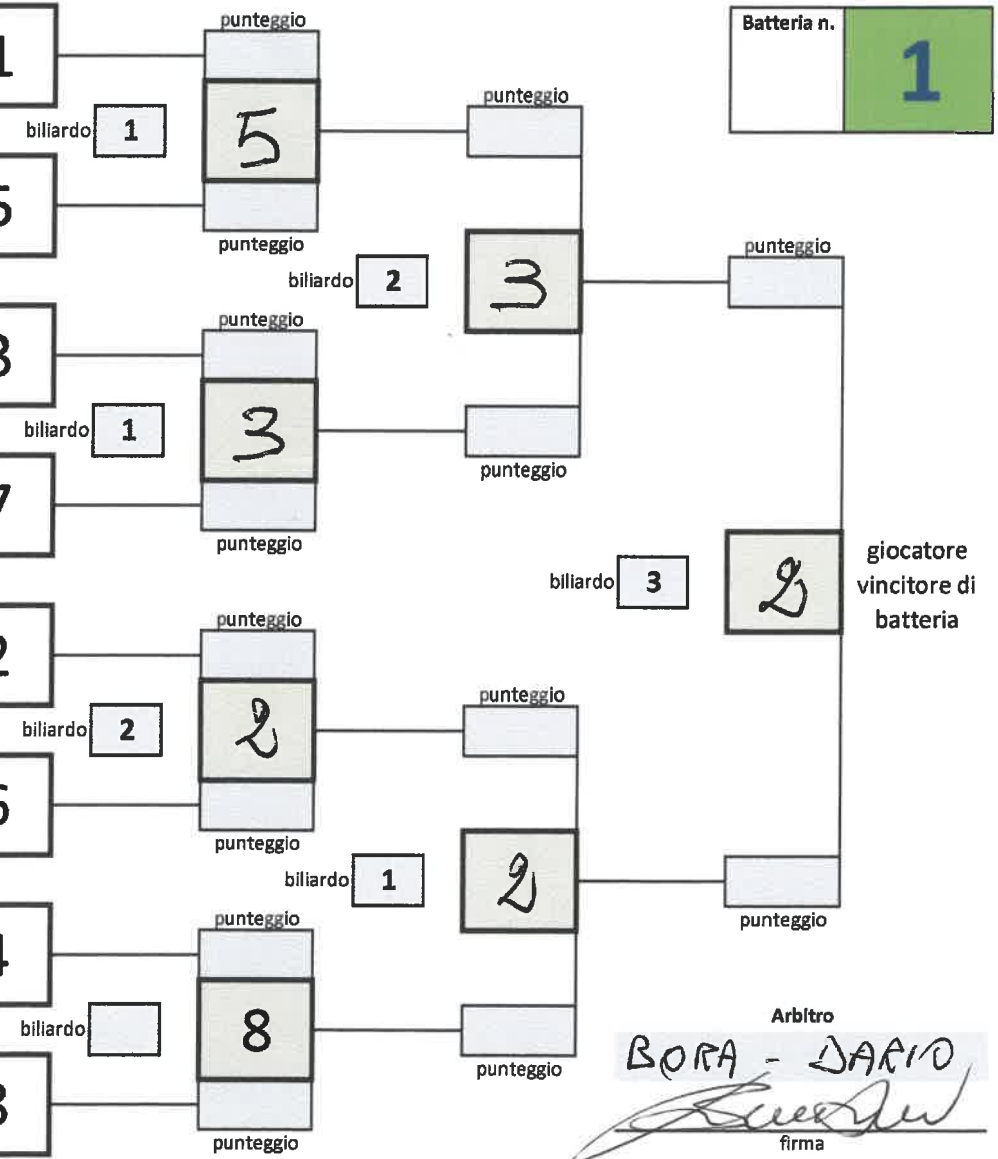 Batteria n. 1
punteggio
1
biliardo 1
5
5
punteggio
punteggio
biliardo 2
3
punteggio
3
biliardo 1
3
7
punteggio
punteggio
punteggio
biliardo 3
2
giocatore
vincitore di
batteria
punteggio
2
biliardo 2
2
6
punteggio
punteggio
biliardo 1
2
punteggio
punteggio
4
biliardo
8
8
punteggio
punteggio
Arbitro
BORA - DARIO
firma